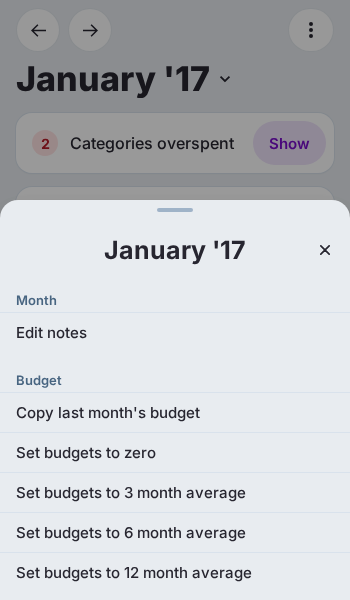 January '17
2 Categories overspent Show
January '17
Month
Edit notes
Budget
Copy last month's budget
Set budgets to zero
Set budgets to 3 month average
Set budgets to 6 month average
Set budgets to 12 month average